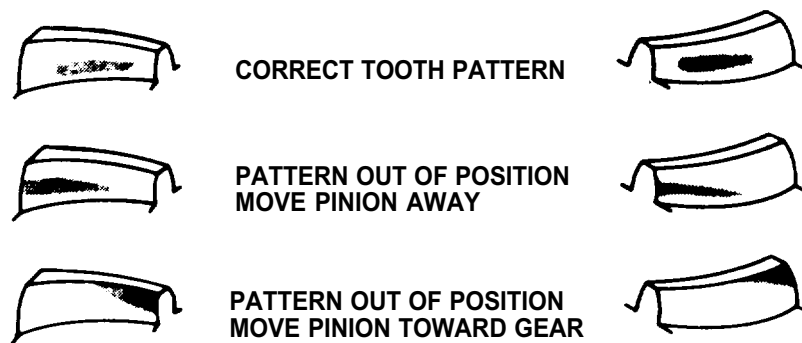 CORRECT TOOTH PATTERN
PATTERN OUT OF POSITION
MOVE PINION AWAY
PATTERN OUT OF POSITION
MOVE PINION TOWARD GEAR